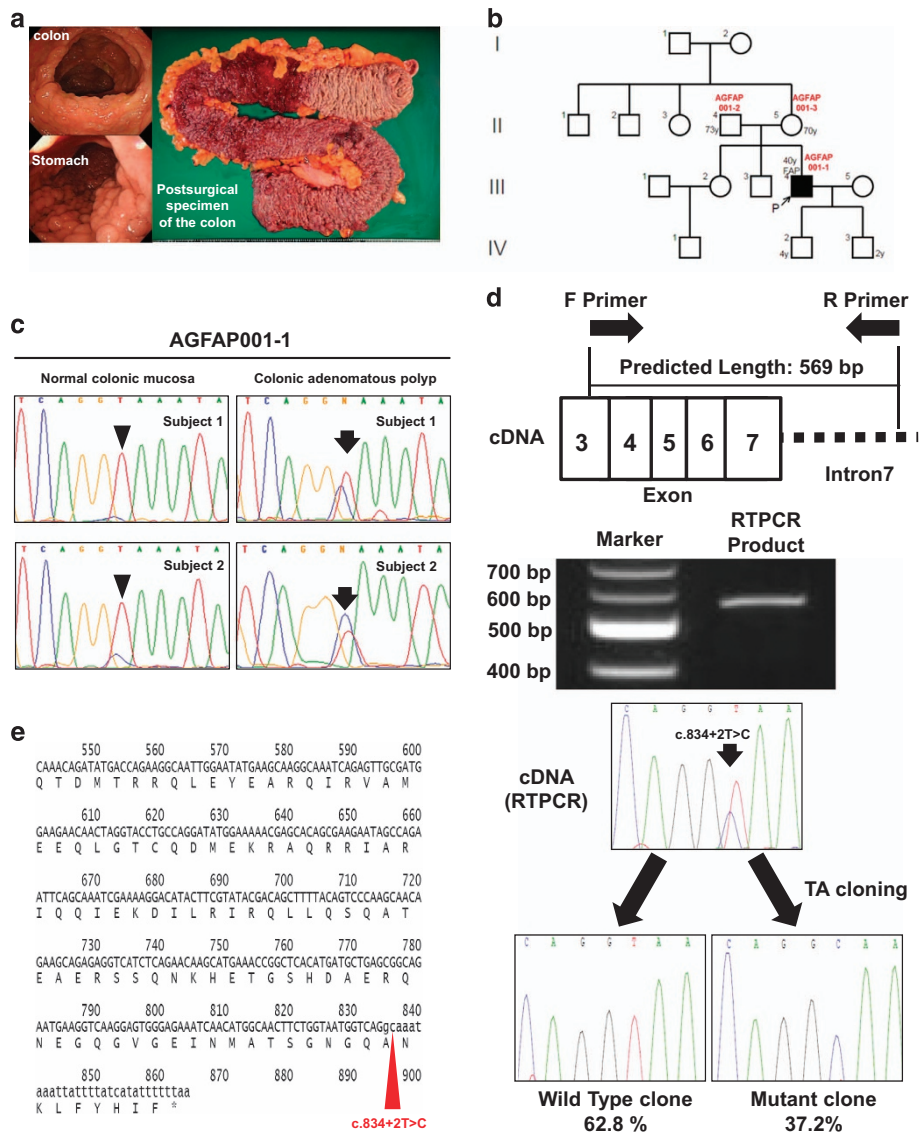 a
colon
Stomach
Postsurgical
specimen
of the colon
b
I
1
2
II
1
2
3
AGFAP
001-2
4
73y
AGFAP
001-3
5
70y
III
1
2
3
40y
FAP
4
AGFAP
001-1
P
5
IV
1
2
4y
3
2y
c
AGFAP001-1
Normal colonic mucosa
Colonic adenomatous polyp
T C A G G T A A A T A
Subject 1
T C A G G N A A A T A
Subject 1
T C A G G T A A A T A
Subject 2
T C A G G N A A A T A
Subject 2
d
F Primer
R Primer
Predicted Length: 569 bp
cDNA
3 4 5 6 7
Exon
Intron7
Marker
RTPCR
Product
700 bp
600 bp
500 bp
400 bp
C A G G T A A
c.834+2T>C
cDNA
(RTPCR)
TA cloning
C A G G T A A
C A G G C A A
Wild Type clone
62.8 %
Mutant clone
37.2%
e
550 560 570 580 590 600
CAAACAGATATGACCAGAAGGCAATTGGAATATGAAGCAAGGCAAATCAGAGTTGCGATG
Q T D M T R R Q L E Y E A R Q I R V A M
610 620 630 640 650 660
GAAGAACAACTAGGTACCTGCCAGGATATGGAAAAACGAGCACAGCGAAGAATAGCCAGA
E E Q L G T C Q D M E K R A Q R R I A R
670 680 690 700 710 720
ATTCAGCAAATCGAAAAGGACATACTTCGTATACGACAGCTTTTACAGTCCCAAGCAACA
I Q Q I E K D I L R I R Q L L Q S Q A T
730 740 750 760 770 780
GAAGCAGAGAGGTCATCTCAGAACAAGCATGAAACCGGCTCACATGATGCTGAGCGGCAG
E A E R S S Q N K H E T G S H D A E R Q
790 800 810 820 830 840
AATGAAGGTCAAGGAGTGGGAGAAATCAACATGGCAACTTCTGGTAATGGTCAGgcaaat
N E G Q G V G E I N M A T S G N G Q A N
850 860 870 880 890 900
aaattattttatcatatttttttaa
K L F Y H I F *
c.834+2T>C